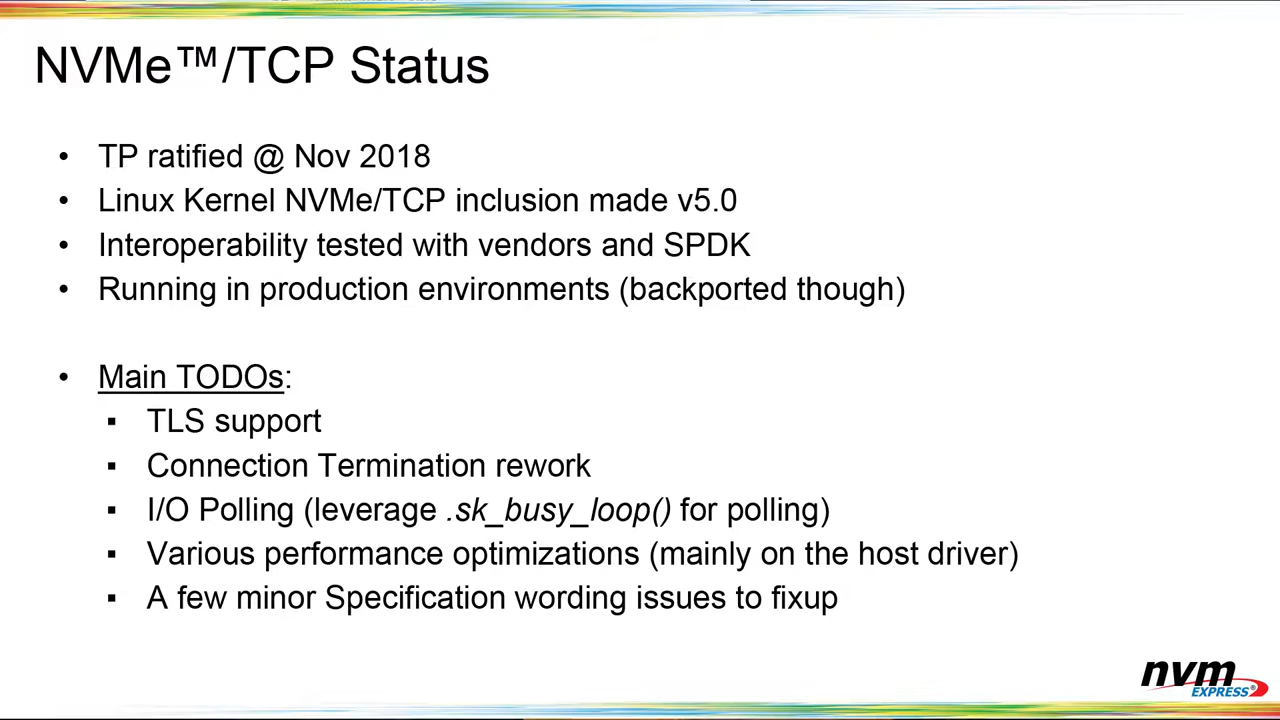 NVMe™/TCP Status
• TP ratified @ Nov 2018
• Linux Kernel NVMe/TCP inclusion made v5.0
• Interoperability tested with vendors and SPDK
• Running in production environments (backported though)
• Main TODOs:
▪ TLS support
▪ Connection Termination rework
▪ I/O Polling (leverage .sk_busy_loop() for polling)
▪ Various performance optimizations (mainly on the host driver)
▪ A few minor Specification wording issues to fixup
nvm
EXPRESS®